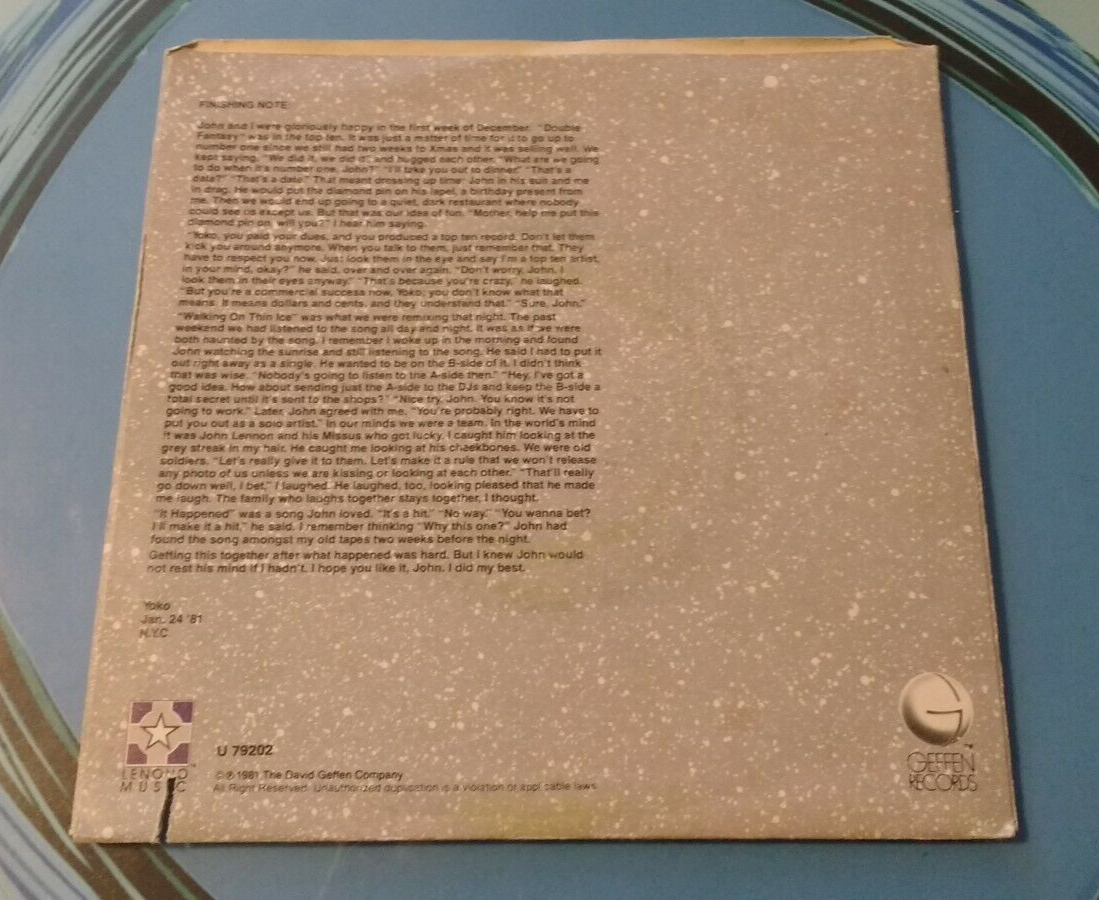 FINISHING NOTE:
John and I were gloriously happy in the first week of December. "Double
Fantasy" was in the top ten. It was just a matter of time for it to go up to
number one since we still had two weeks to Xmas and it was selling well. We
kept saying, "We did it, we did it", and hugged each other. "What are we going
to do when it's number one, John?" "I'll take you out to dinner." "That's a
date?" "That's a date." That meant dressing up time: John in his suit and me
in drag. He would put the diamond pin on his lapel, a birthday present from
me. Then we would end up going to a quiet, dark restaurant where nobody
could see us except us. But that was our idea of fun. "Mother, help me put this
diamond pin on, will you?" I hear him saying.
"Yoko, you paid your dues, and you produced a top ten record. Don't let them
kick you around anymore. When you talk to them, just remember that. They
have to respect you now. Just look them in the eye and say I'm a top ten artist,
in your mind, okay?" he said, over and over again. "Don't worry, John, I
look them in their eyes anyway." "That's because you're crazy," he laughed.
"But you're a commercial success now, Yoko, you don't know what that
means. It means dollars and cents, and they understand that." "Sure, John."
"Walking On Thin Ice" was what we were remixing that night. The past
weekend we had listened to the song all day and night. It was as if we were
both haunted by the song. I remember I woke up in the morning and found
John watching the sunrise and still listening to the song. He said I had to put it
out right away as a single. He wanted to be on the B-side of it. I didn't think
that was wise. "Nobody's going to listen to the A-side then." "Hey, I've got a
good idea. How about sending just the A-side to the DJs and keep the B-side a
total secret until it's sent to the shops?" "Nice try, John. You know it's not
going to work." Later, John agreed with me. "You're probably right. We have to
put you out as a solo artist." In our minds we were a team. In the world's mind
it was John Lennon and his Missus who got lucky. I caught him looking at the
grey streak in my hair. He caught me looking at his cheekbones. We were old
soldiers. "Let's really give it to them. Let's make it a rule that we won't release
any photo of us unless we are kissing or looking at each other." "That'll really
go down well, I bet," I laughed. He laughed, too, looking pleased that he made
me laugh. The family who laughs together stays together, I thought.
"It Happened" was a song John loved. "It's a hit." "No way." "You wanna bet?
I'll make it a hit," he said. I remember thinking "Why this one?" John had
found the song amongst my old tapes two weeks before the night.
Getting this together after what happened was hard. But I knew John would
not rest his mind if I hadn't. I hope you like it, John. I did my best.
Yoko
Jan. 24 '81
N.Y.C
LENONO
MUSIC
U 79202
© ℗ 1981 The David Geffen Company
All Right Reserved. Unauthorized duplication is a violation of applicable laws
G
GEFFEN
RECORDS